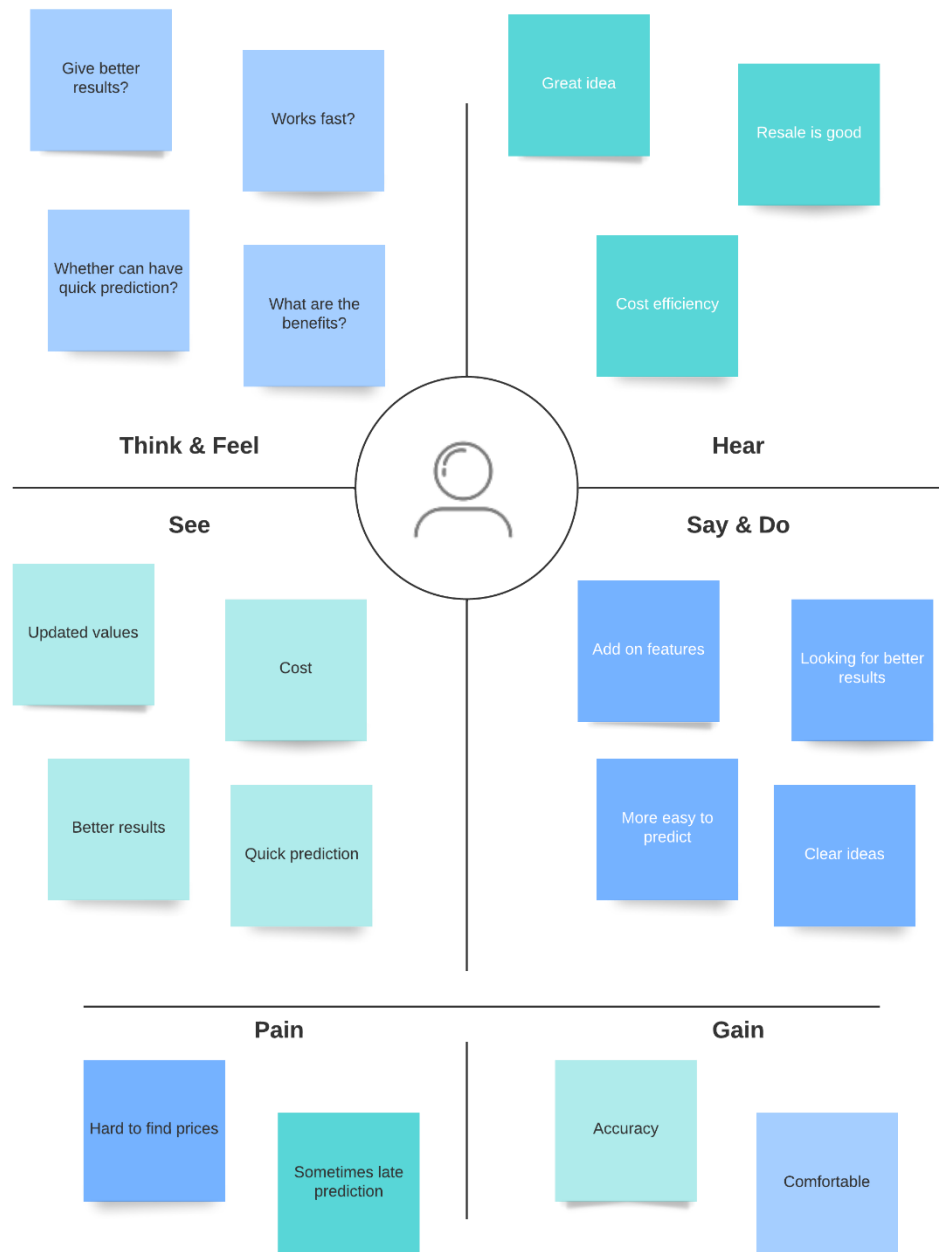 Give better
results?
Works fast?
Whether can have
quick prediction?
What are the
benefits?
Think & Feel
Great idea
Resale is good
Cost efficiency
Hear
See
Updated values
Cost
Better results
Quick prediction
Say & Do
Add on features
Looking for better
results
More easy to
predict
Clear ideas
Pain
Hard to find prices
Sometimes late
prediction
Gain
Accuracy
Comfortable